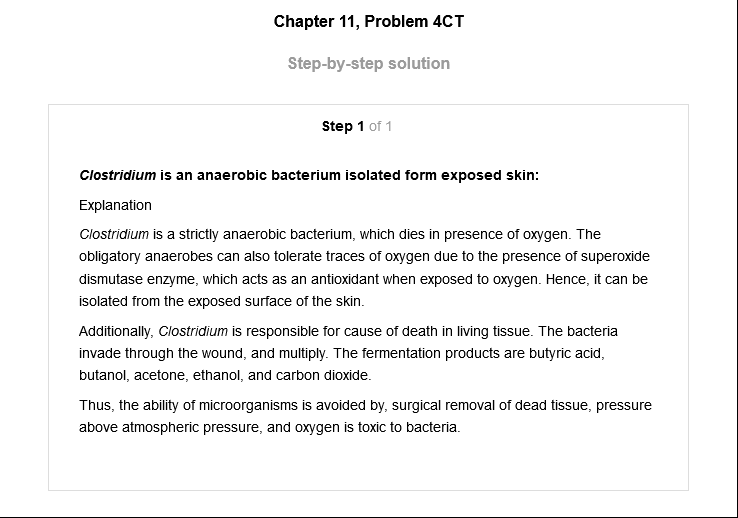 Chapter 11, Problem 4CT
Step-by-step solution
Step 1 of 1
Clostridium is an anaerobic bacterium isolated form exposed skin:
Explanation
Clostridium is a strictly anaerobic bacterium, which dies in presence of oxygen. The
obligatory anaerobes can also tolerate traces of oxygen due to the presence of superoxide
dismutase enzyme, which acts as an antioxidant when exposed to oxygen. Hence, it can be
isolated from the exposed surface of the skin.
Additionally, Clostridium is responsible for cause of death in living tissue. The bacteria
invade through the wound, and multiply. The fermentation products are butyric acid,
butanol, acetone, ethanol, and carbon dioxide.
Thus, the ability of microorganisms is avoided by, surgical removal of dead tissue, pressure
above atmospheric pressure, and oxygen is toxic to bacteria.